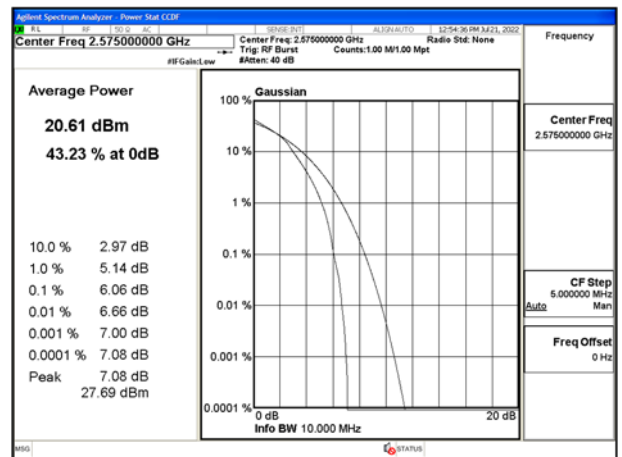 Agilent Spectrum Analyzer - Power Stat CCDF
RL RF 50 Ω AC SENSE:INT ALIGN AUTO 12:54:36 PM Jul 21, 2022
Center Freq 2.575000000 GHz
Center Freq: 2.575000000 GHz Radio Std: None
Trig: RF Burst Counts:1.00 M/1.00 Mpt
#IFGain:Low #Atten: 40 dB
Frequency
Average Power
20.61 dBm
43.23 % at 0dB
10.0 % 2.97 dB
1.0 % 5.14 dB
0.1 % 6.06 dB
0.01 % 6.66 dB
0.001 % 7.00 dB
0.0001 % 7.08 dB
Peak 7.08 dB
27.69 dBm
Gaussian
100 %
10 %
1 %
0.1 %
0.01 %
0.001 %
0.0001 %
0 dB 20 dB
Info BW 10.000 MHz
Center Freq
2.575000000 GHz
CF Step
5.000000 MHz
Auto Man
Freq Offset
0 Hz
MSG STATUS